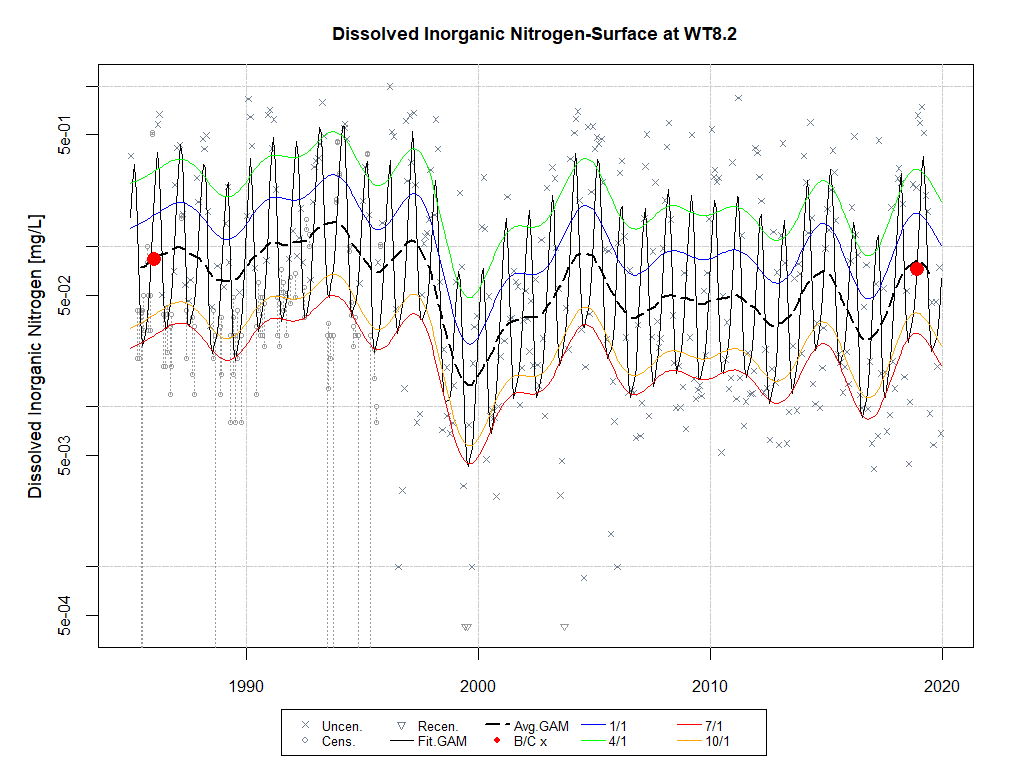 Dissolved Inorganic Nitrogen-Surface at WT8.2
Dissolved Inorganic Nitrogen [mg/L]
5e-01
5e-02
5e-03
5e-04
1990 2000 2010 2020
Uncen. Recen. Avg.GAM 1/1 7/1
Cens. Fit.GAM B/C x 4/1 10/1